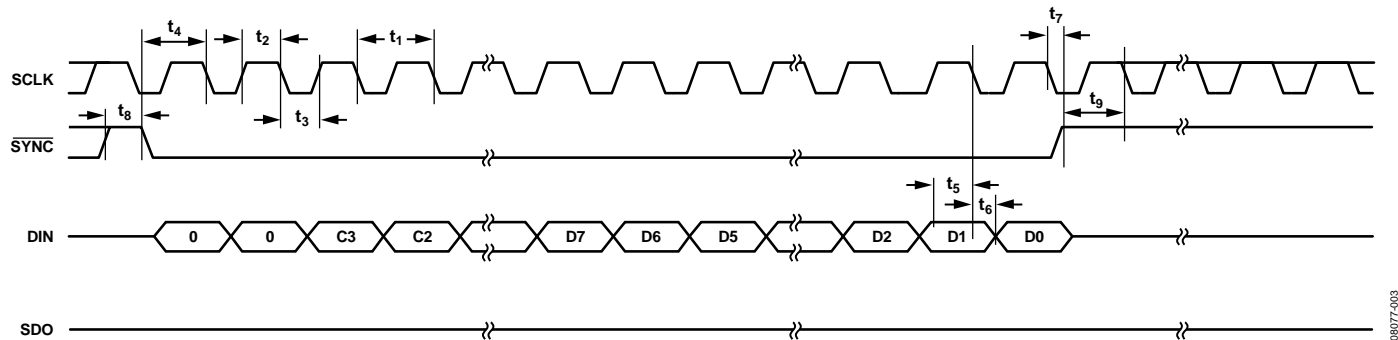 t7
t4 t2 t1
SCLK
t8 t3 t9
SYNC
t5
t6
DIN 0 0 C3 C2 D7 D6 D5 D2 D1 D0
SDO
08077-003